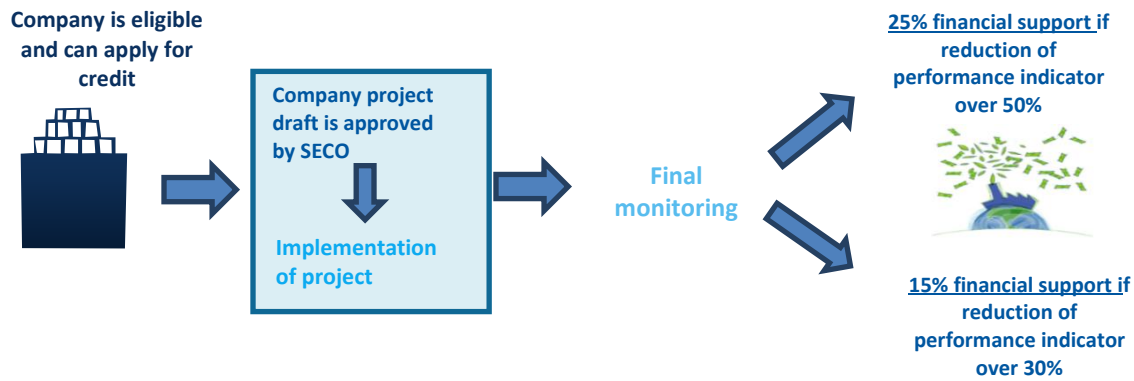 Company is eligible
and can apply for
credit
Company project
draft is approved
by SECO
Implementation
of project
Final
monitoring
25% financial support if
reduction of
performance indicator
over 50%
15% financial support if
reduction of
performance indicator
over 30%